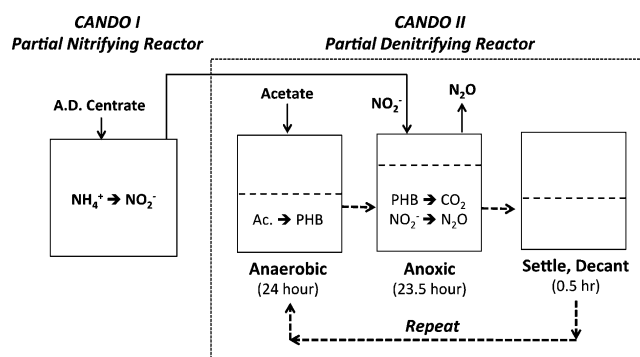 CANDO I
Partial Nitrifying Reactor
CANDO II
Partial Denitrifying Reactor
A.D. Centrate
NH₄⁺ → NO₂⁻
Acetate
NO₂⁻
N₂O
Ac. → PHB
PHB → CO₂
NO₂⁻ → N₂O
Anaerobic
(24 hour)
Anoxic
(23.5 hour)
Settle, Decant
(0.5 hr)
Repeat